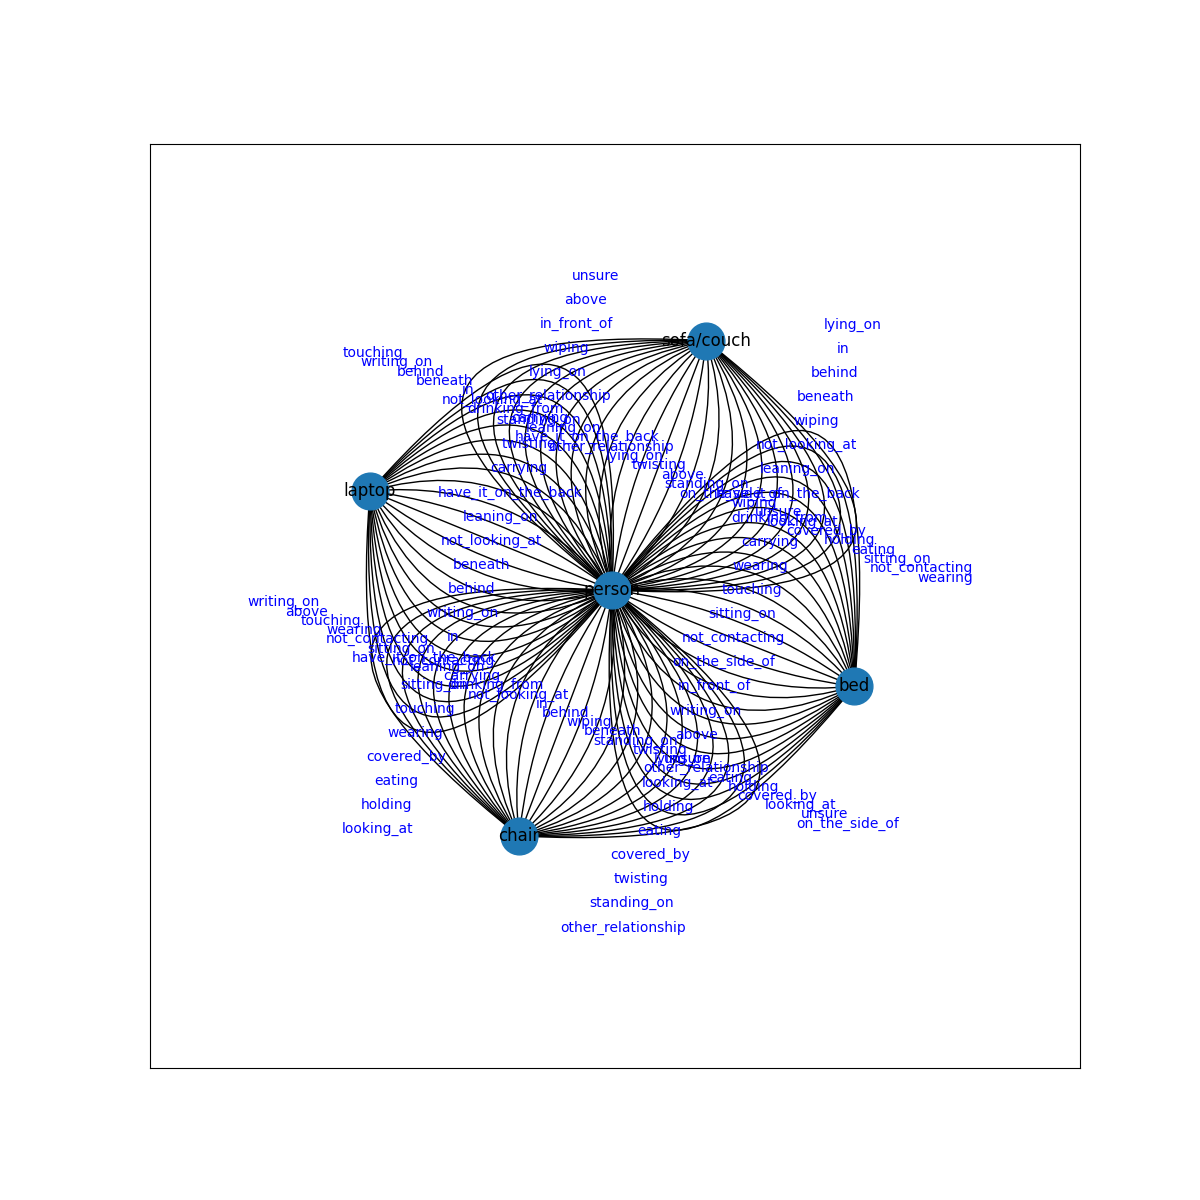 unsure
above
in_front_of
lying_on
wiping
sofa/couch
in
touching
writing_on
behind
behind
lying_on
beneath
in
beneath
not_looking_at
other_relationship
drinking_from
carrying
standing_on
wiping
leaning_on
have_it_on_the_back
twisting
not_looking_at
other_relationship
lying_on
twisting
leaning_on
carrying
above
standing_on
laptop
have_it_on_the_back
on_the_side_of
have_it_on_the_back
wiping
unsure
leaning_on
drinking_from
looking_at
covered_by
not_looking_at
carrying
holding
eating
sitting_on
beneath
wearing
not_contacting
wearing
behind
person
touching
writing_on
above
writing_on
sitting_on
touching
wearing
in
not_contacting
not_contacting
sitting_on
have_it_on_the_back
not_contacting
on_the_side_of
leaning_on
carrying
sitting_on
drinking_from
in_front_of
bed
not_looking_at
in
touching
behind
writing_on
wiping
beneath
wearing
above
standing_on
twisting
covered_by
lying_on
unsure
other_relationship
eating
eating
looking_at
holding
covered_by
holding
holding
looking_at
unsure
on_the_side_of
looking_at
eating
chair
covered_by
twisting
standing_on
other_relationship